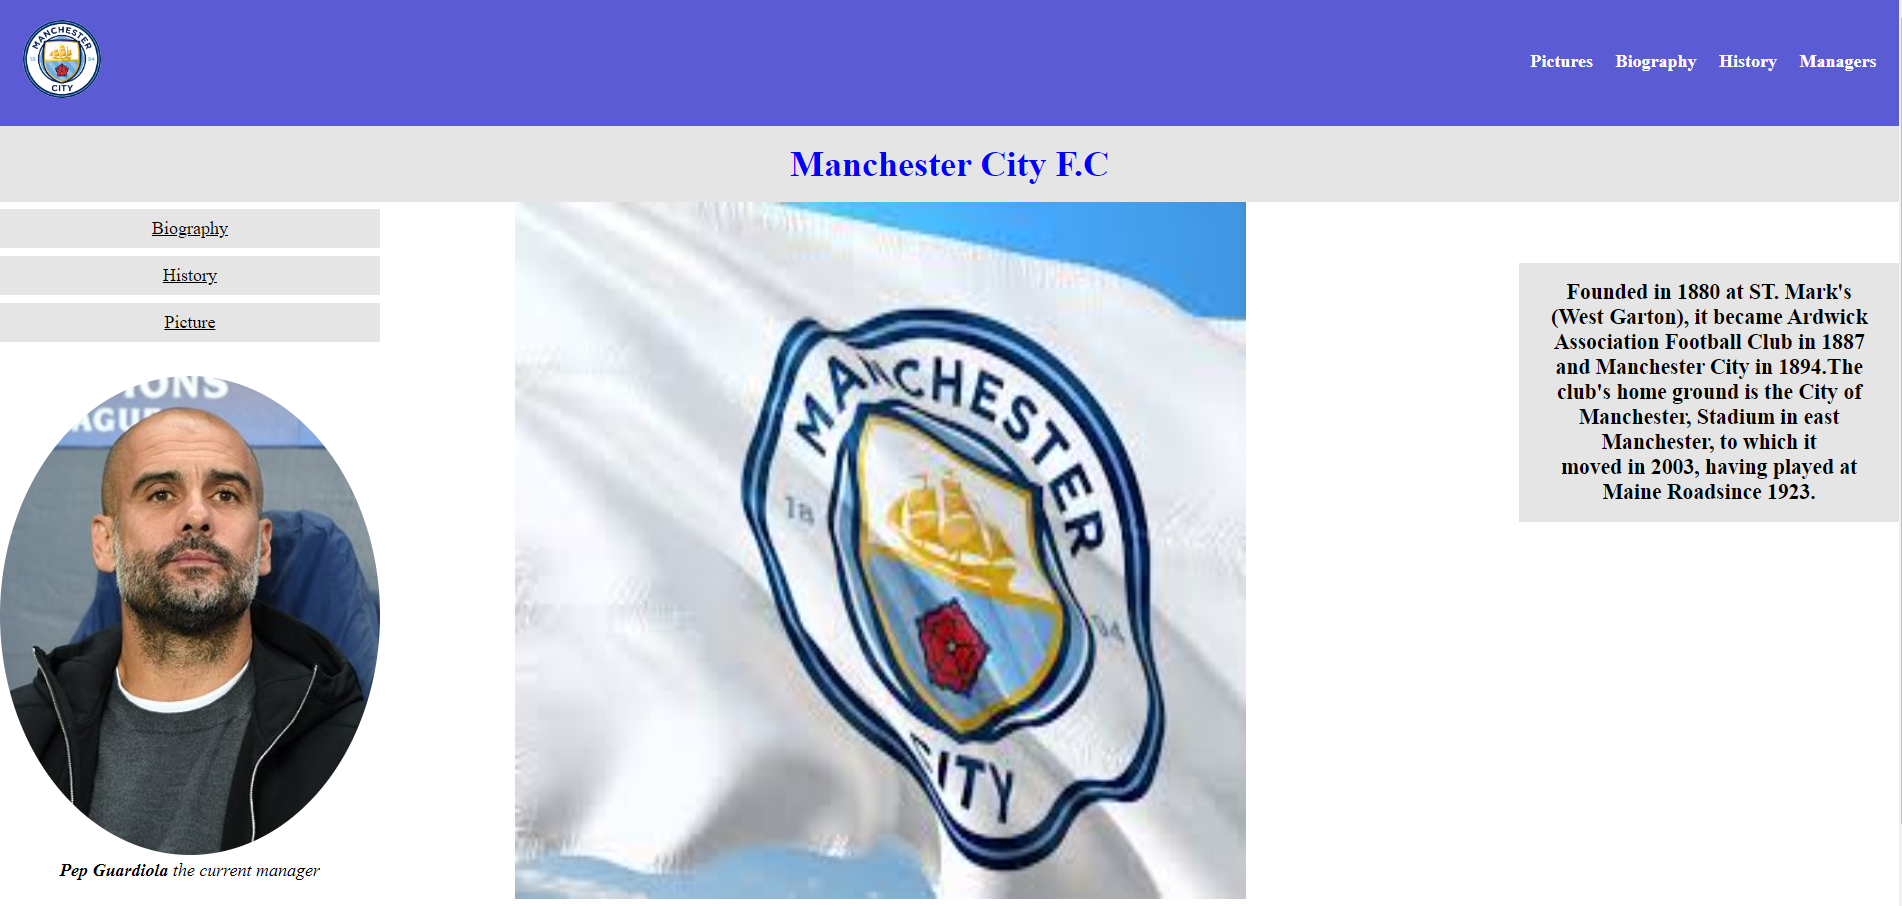 MANCHESTER
18 94
CITY
Pictures Biography History Managers
Manchester City F.C
Biography
History
Picture
IONS
AGUE
Pep Guardiola the current manager
MANCHESTER
18 94
CITY
Founded in 1880 at ST. Mark's
(West Garton), it became Ardwick
Association Football Club in 1887
and Manchester City in 1894.The
club's home ground is the City of
Manchester, Stadium in east
Manchester, to which it
moved in 2003, having played at
Maine Roadsince 1923.